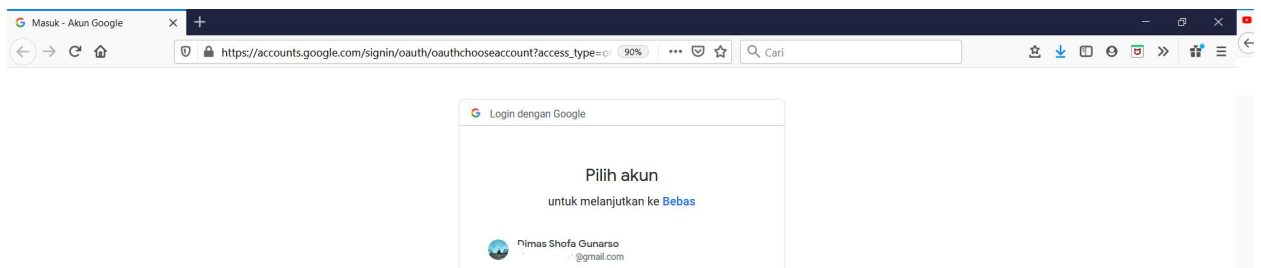 Masuk - Akun Google
https://accounts.google.com/signin/oauth/oauthchooseaccount?access_type=o
90%
Cari
Login dengan Google
Pilih akun
untuk melanjutkan ke Bebas
Dimas Shofa Gunarso
@gmail.com